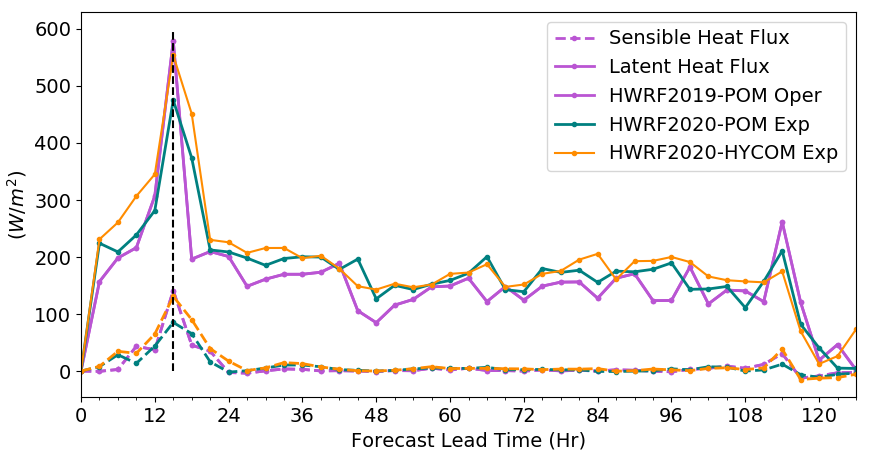 600
500
400
300
200
100
0
(W/m²)
Sensible Heat Flux
Latent Heat Flux
HWRF2019-POM Oper
HWRF2020-POM Exp
HWRF2020-HYCOM Exp
0 12 24 36 48 60 72 84 96 108 120
Forecast Lead Time (Hr)